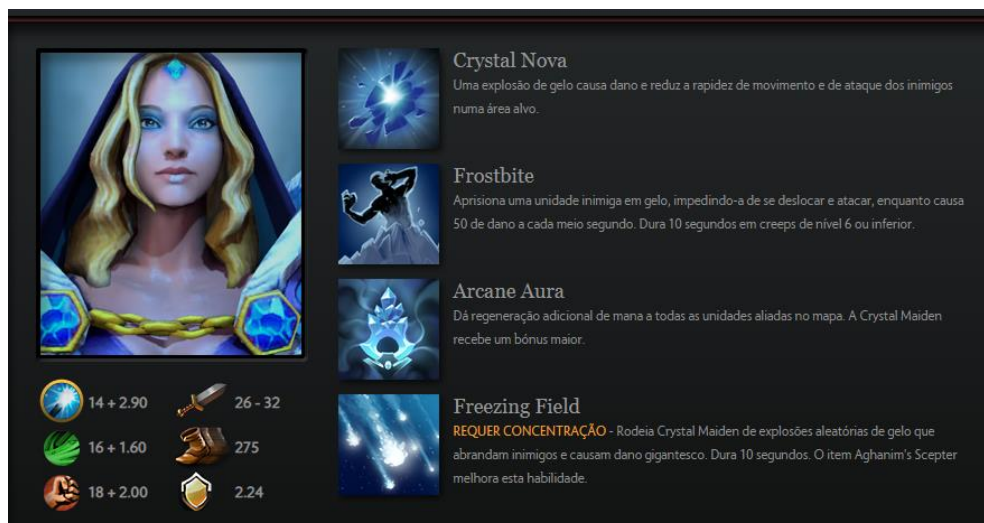 Crystal Nova
Uma explosão de gelo causa dano e reduz a rapidez de movimento e de ataque dos inimigos
numa área alvo.
Frostbite
Aprisiona uma unidade inimiga em gelo, impedindo-a de se deslocar e atacar, enquanto causa
50 de dano a cada meio segundo. Dura 10 segundos em creeps de nível 6 ou inferior.
Arcane Aura
Dá regeneração adicional de mana a todas as unidades aliadas no mapa. A Crystal Maiden
recebe um bónus maior.
Freezing Field
REQUER CONCENTRAÇÃO - Rodeia Crystal Maiden de explosões aleatórias de gelo que
abrandam inimigos e causam dano gigantesco. Dura 10 segundos. O item Aghanim's Scepter
melhora esta habilidade.
14 + 2.90 26 - 32
16 + 1.60 275
18 + 2.00 2.24